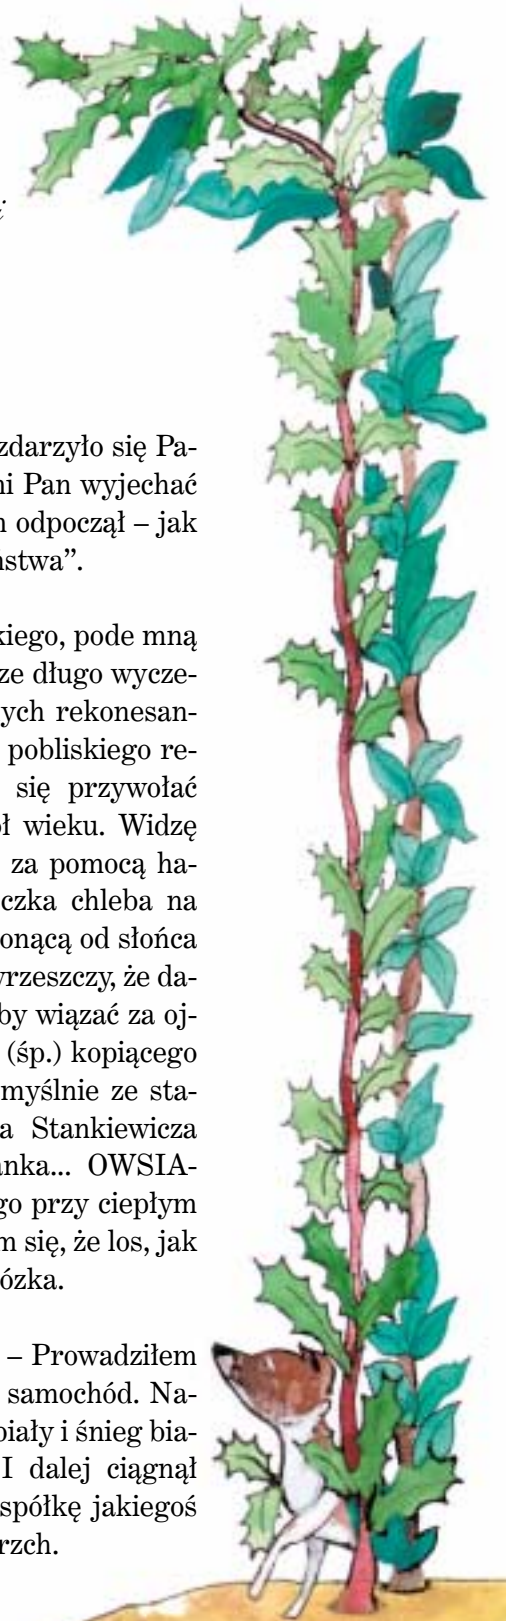 i
zdarzyło się Pa-
ni Pan wyjechać
odpoczął – jak
ństwa”.
kiego, pode mną
ze długo wycze-
ych rekonesan-
pobliskiego re-
się przywołać
ł wieku. Widzę
za pomocą ha-
czka chleba na
onącą od słońca
rzeszczy, że da-
by wiązać za oj-
(śp.) kopiącego
myślnie ze sta-
a Stankiewicza
anka... OWSIA-
go przy ciepłym
m się, że los, jak
ózka.
– Prowadziłem
samochód. Na-
biały i śnieg bia-
I dalej ciągnął
spółkę jakiegoś
rzch.